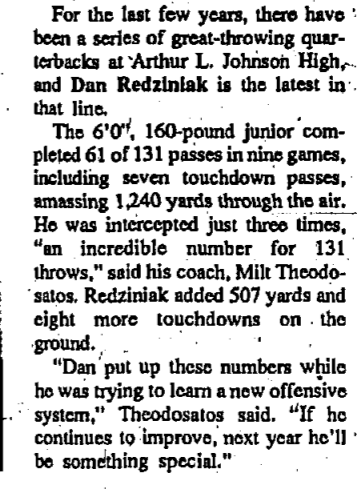 For the last few years, there have
been a series of great-throwing quar-
terbacks at Arthur L. Johnson High,
and Dan Redziniak is the latest in
that line.
The 6'0", 160-pound junior com-
pleted 61 of 131 passes in nine games,
including seven touchdown passes,
amassing 1,240 yards through the air.
He was intercepted just three times,
"an incredible number for 131
throws," said his coach, Milt Theodo-
satos. Redziniak added 507 yards and
eight more touchdowns on the
ground.
"Dan put up these numbers while
he was trying to learn a new offensive
system," Theodosatos said. "If he
continues to improve, next year he'll
be something special."